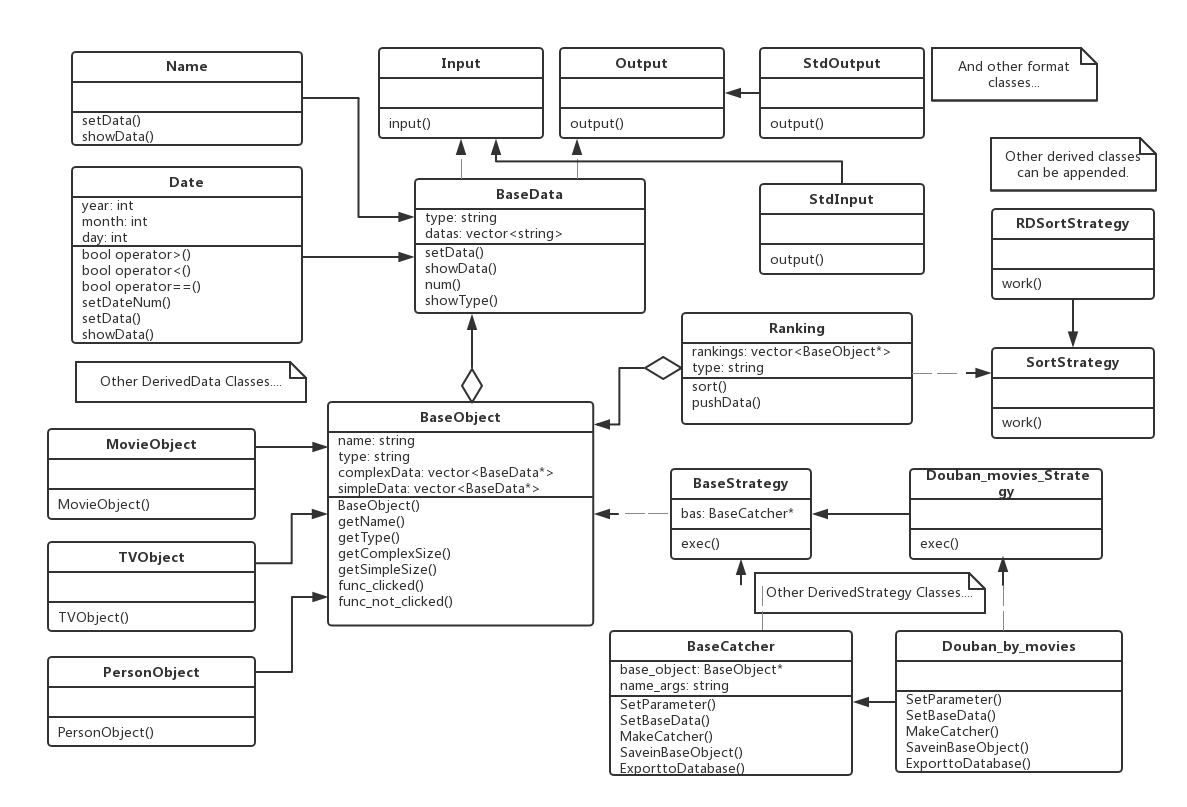 Name
setData()
showData()
Input
input()
Output
output()
StdOutput
output()
And other format
classes...
Other derived classes
can be appended.
Date
year: int
month: int
day: int
bool operator>()
bool operator<()
bool operator==()
setDateNum()
setData()
showData()
BaseData
type: string
datas: vector<string>
setData()
showData()
num()
showType()
StdInput
output()
RDSortStrategy
work()
Ranking
rankings: vector<BaseObject*>
type: string
sort()
pushData()
SortStrategy
work()
Other DerivedData Classes....
BaseObject
name: string
type: string
complexData: vector<BaseData*>
simpleData: vector<BaseData*>
BaseObject()
getName()
getType()
getComplexSize()
getSimpleSize()
func_clicked()
func_not_clicked()
MovieObject
MovieObject()
TVObject
TVObject()
PersonObject
PersonObject()
BaseStrategy
bas: BaseCatcher*
exec()
Douban_movies_Strate
gy
exec()
Other DerivedStrategy Classes....
BaseCatcher
base_object: BaseObject*
name_args: string
SetParameter()
SetBaseData()
MakeCatcher()
SaveinBaseObject()
ExporttoDatabase()
Douban_by_movies
SetParameter()
SetBaseData()
MakeCatcher()
SaveinBaseObject()
ExporttoDatabase()